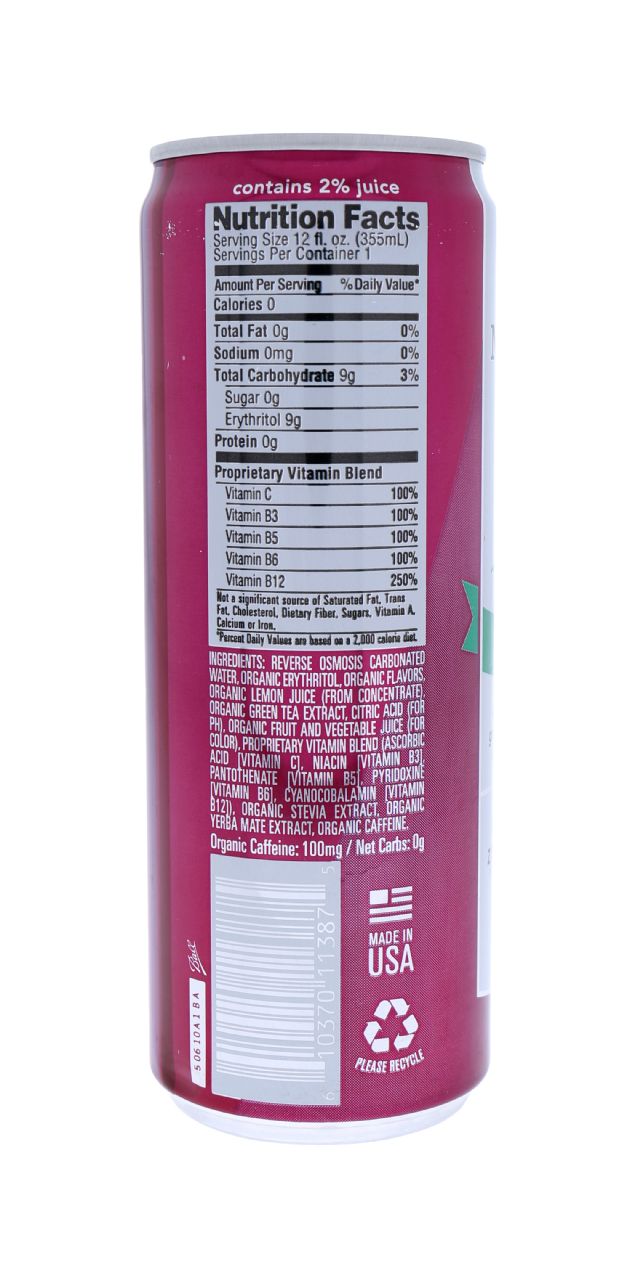 contains 2% juice
Nutrition Facts
Serving Size 12 fl. oz. (355mL)
Servings Per Container 1
Amount Per Serving % Daily Value*
Calories 0
Total Fat 0g 0%
Sodium 0mg 0%
Total Carbohydrate 9g 3%
Sugar 0g
Erythritol 9g
Protein 0g
Proprietary Vitamin Blend
Vitamin C 100%
Vitamin B3 100%
Vitamin B5 100%
Vitamin B6 100%
Vitamin B12 250%
Not a significant source of Saturated Fat, Trans
Fat, Cholesterol, Dietary Fiber, Sugars, Vitamin A,
Calcium or Iron.
*Percent Daily Values are based on a 2,000 calorie diet.
INGREDIENTS: REVERSE OSMOSIS CARBONATED
WATER, ORGANIC ERYTHRITOL, ORGANIC FLAVORS,
ORGANIC LEMON JUICE (FROM CONCENTRATE),
ORGANIC GREEN TEA EXTRACT, CITRIC ACID (FOR
PH), ORGANIC FRUIT AND VEGETABLE JUICE (FOR
COLOR), PROPRIETARY VITAMIN BLEND (ASCORBIC
ACID [VITAMIN C], NIACIN [VITAMIN B3],
PANTOTHENATE [VITAMIN B5], PYRIDOXINE
[VITAMIN B6], CYANOCOBALAMIN [VITAMIN
B12]), ORGANIC STEVIA EXTRACT, ORGANIC
YERBA MATE EXTRACT, ORGANIC CAFFEINE.
Organic Caffeine: 100mg / Net Carbs: 0g
6 10370 11387 5
MADE IN
USA
PLEASE RECYCLE
Ball
50610A1BA